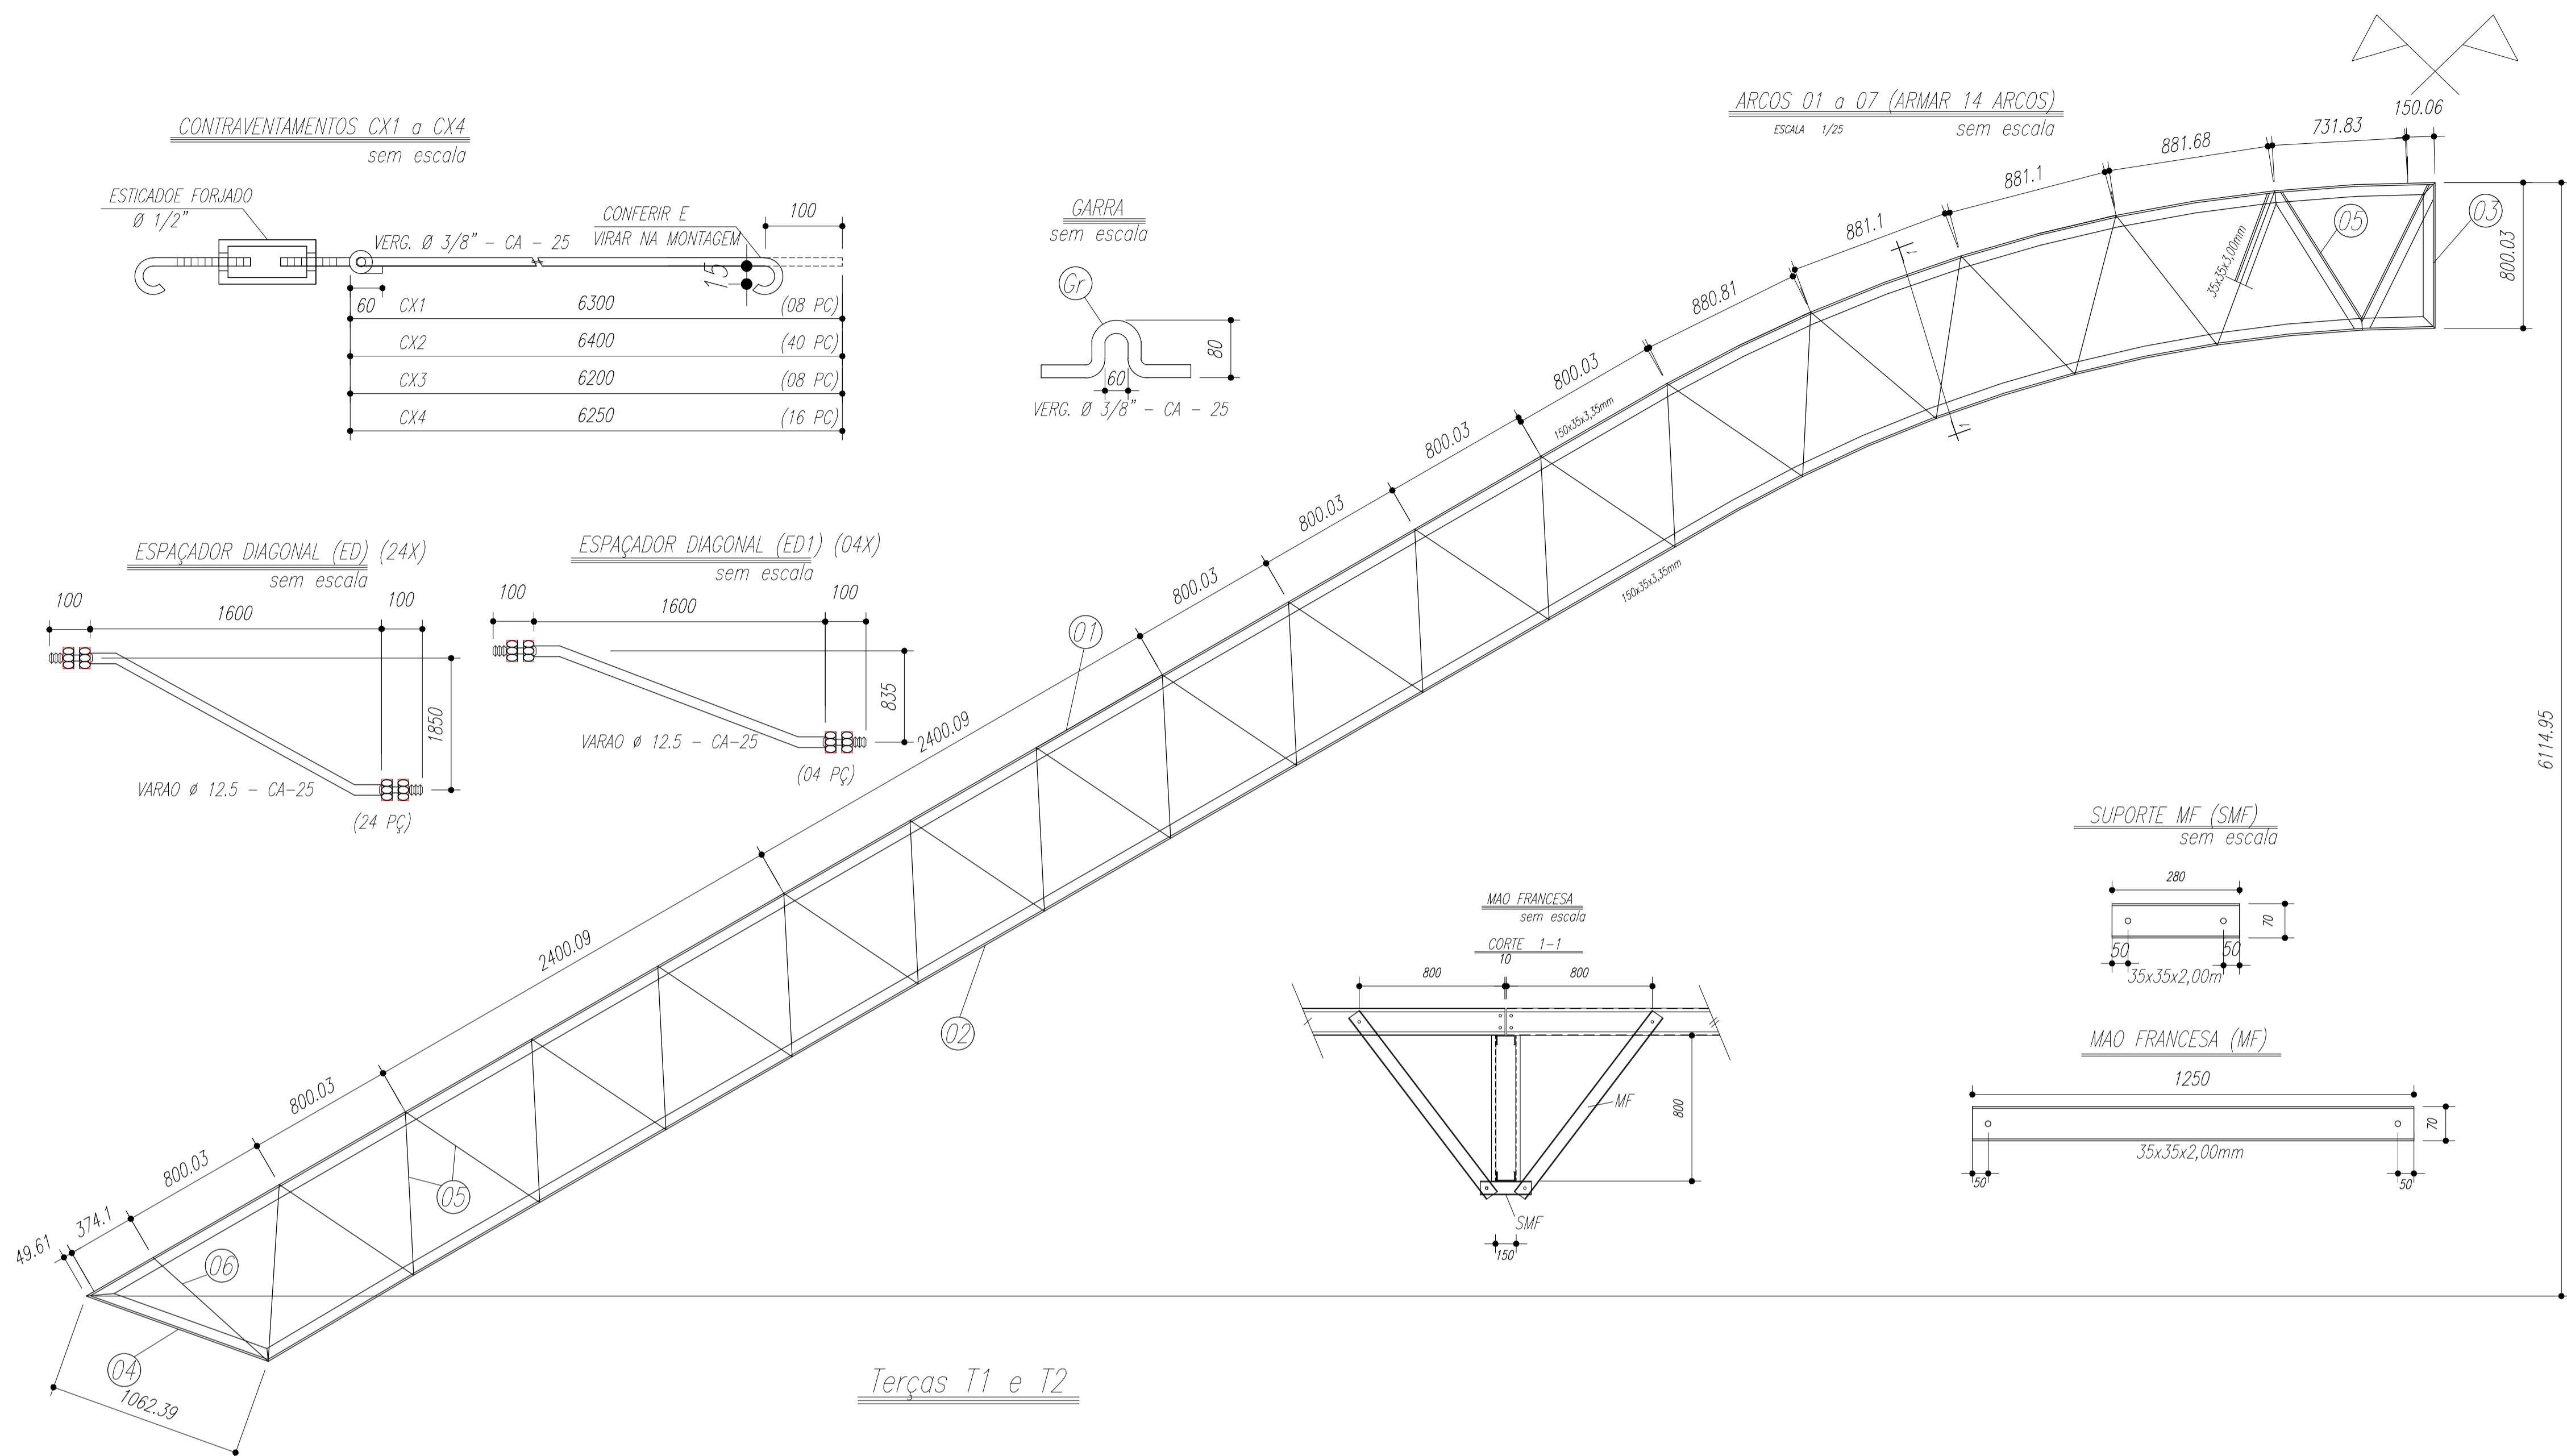 CONTRAVENTAMENTOS CX1 a CX4
sem escala
ESTICADOE FORJADO
Ø 1/2"
VERG. Ø 3/8" - CA - 25
CONFERIR E
VIRAR NA MONTAGEM
100
15
60
CX1 6300 (08 PC)
CX2 6400 (40 PC)
CX3 6200 (08 PC)
CX4 6250 (16 PC)
GARRA
sem escala
Gr
80
60
VERG. Ø 3/8" - CA - 25
ARCOS 01 a 07 (ARMAR 14 ARCOS)
ESCALA 1/25
sem escala
150.06
731.83
881.68
881.1
881.1
880.81
800.03
800.03
800.03
800.03
2400.09
2400.09
800.03
800.03
374.1
49.61
1062.39
05
03
800.03
35x35x3,00mm
1
1
150x35x3,35mm
150x35x3,35mm
01
02
05
06
04
6114.95
ESPAÇADOR DIAGONAL (ED) (24X)
sem escala
100
1600
100
1850
VARAO ø 12.5 - CA-25
(24 PÇ)
ESPAÇADOR DIAGONAL (ED1) (04X)
sem escala
100
1600
100
835
VARAO ø 12.5 - CA-25
(04 PÇ)
MAO FRANCESA
sem escala
CORTE 1-1
10
800
800
800
MF
SMF
150
SUPORTE MF (SMF)
sem escala
280
70
50
50
35x35x2,00m
MAO FRANCESA (MF)
1250
70
35x35x2,00mm
50
50
Terças T1 e T2